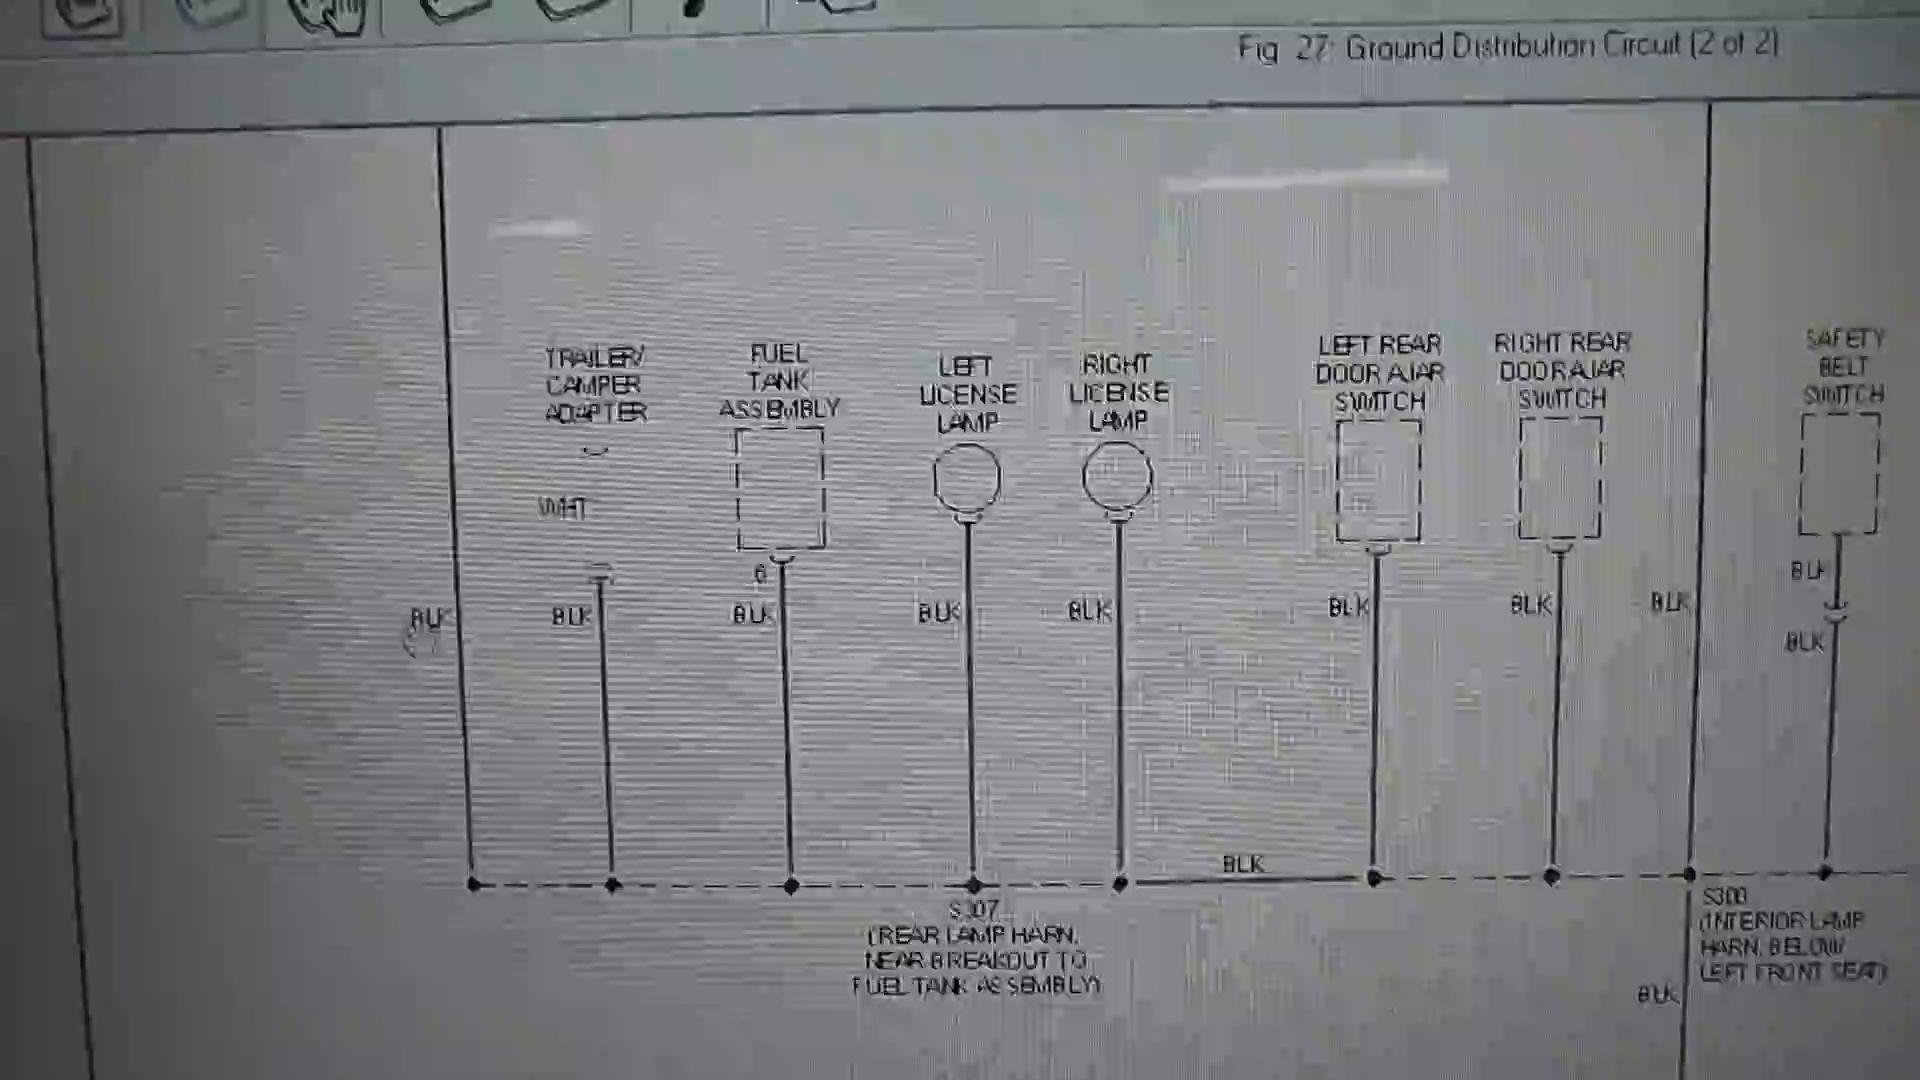 Fig 27: Ground Distribution Circuit (2 of 2)
TRAILER/
CAMPER
ADAPTER
FUEL
TANK
ASSEMBLY
LEFT
LICENSE
LAMP
RIGHT
LICENSE
LAMP
LEFT REAR
DOOR AJAR
SWITCH
RIGHT REAR
DOOR AJAR
SWITCH
SAFETY
BELT
SWITCH
WHT
6
BLK
BLK
BLK
BLK
BLK
BLK
BLK
BLK
BLK
BLK
BLK
S307
(REAR LAMP HARN,
NEAR BREAKOUT TO
FUEL TANK ASSEMBLY)
S300
(INTERIOR LAMP
HARN, BELOW
LEFT FRONT SEAT)
BLK